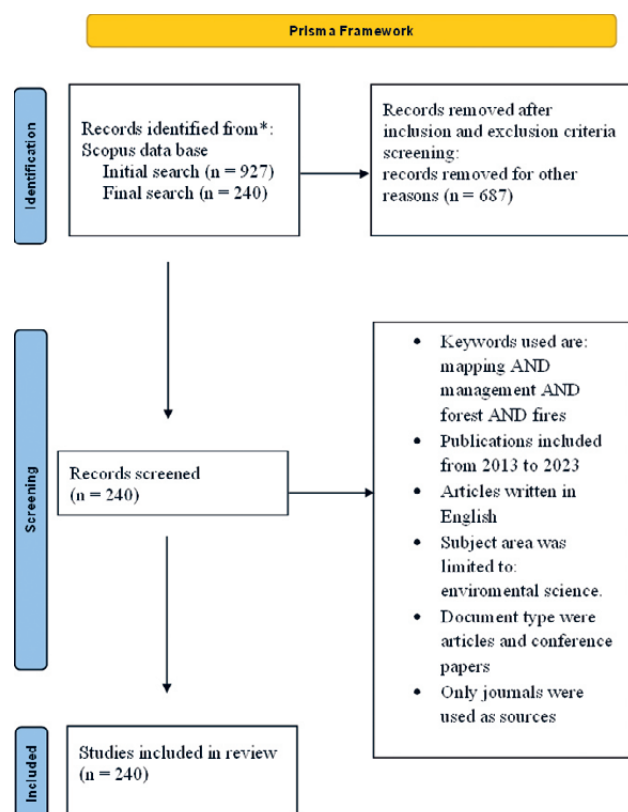 Prisma Framework
Identification
Records identified from*:
Scopus data base
Initial search (n = 927)
Final search (n = 240)
Records removed after
inclusion and exclusion criteria
screening:
records removed for other
reasons (n = 687)
Screening
Records screened
(n = 240)
• Keywords used are:
mapping AND
management AND
forest AND fires
• Publications included
from 2013 to 2023
• Articles written in
English
• Subject area was
limited to:
enviromental science.
• Document type were
articles and conference
papers
• Only journals were
used as sources
Included
Studies included in review
(n = 240)